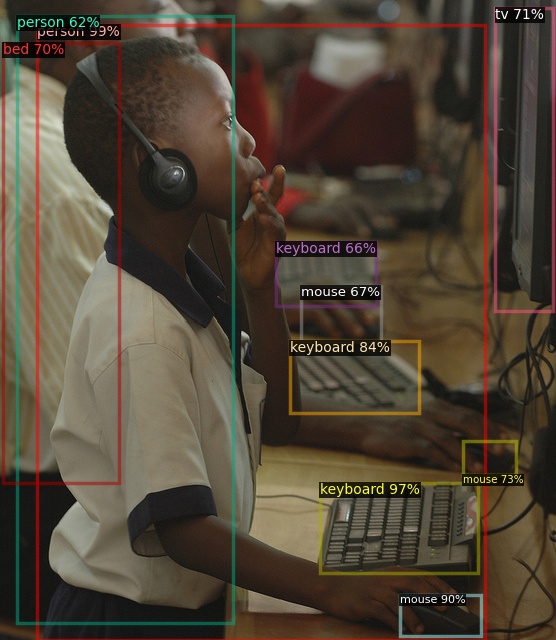 tv 71%
person 62%
person 99%
bed 70%
keyboard 66%
mouse 67%
keyboard 84%
mouse 73%
keyboard 97%
mouse 90%